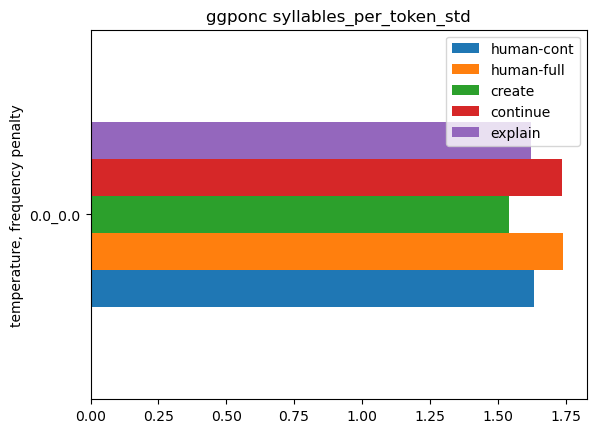 ggponc syllables_per_token_std
human-cont
human-full
create
continue
explain
temperature, frequency penalty
0.0_0.0
0.00 0.25 0.50 0.75 1.00 1.25 1.50 1.75